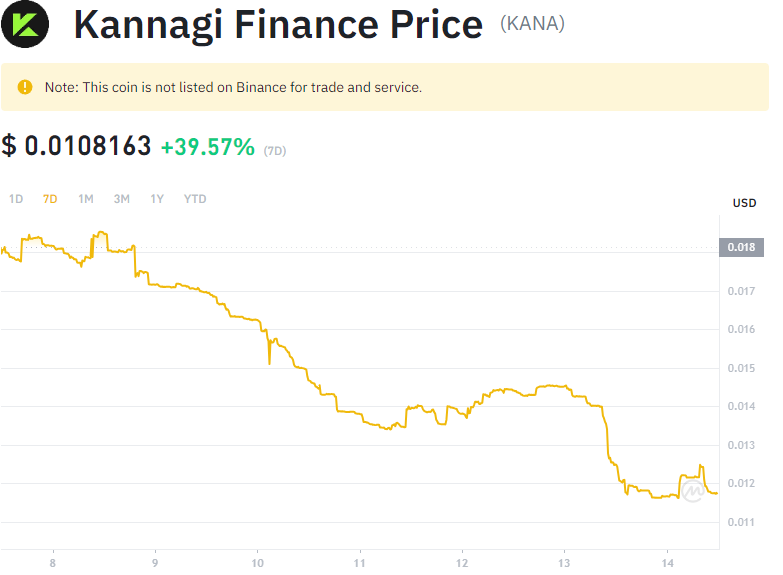 Kannagi Finance Price (KANA)
Note: This coin is not listed on Binance for trade and service.
$ 0.0108163 +39.57% (7D)
1D 7D 1M 3M 1Y YTD
USD
0.018
0.017
0.016
0.015
0.014
0.013
0.012
0.011
8 9 10 11 12 13 14